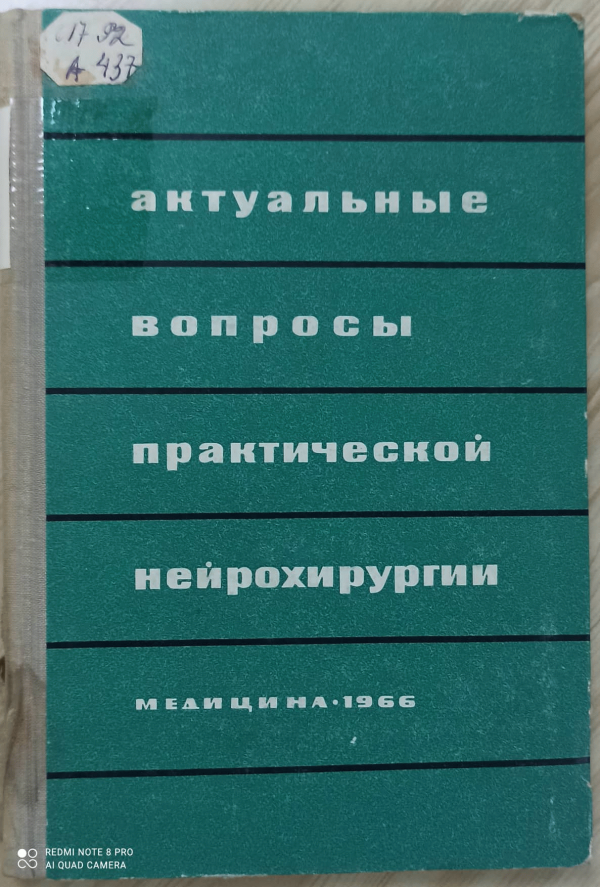 17 92
А 437
актуальные
вопросы
практической
нейрохирургии
МЕДИЦИНА·1966
REDMI NOTE 8 PRO
AI QUAD CAMERA